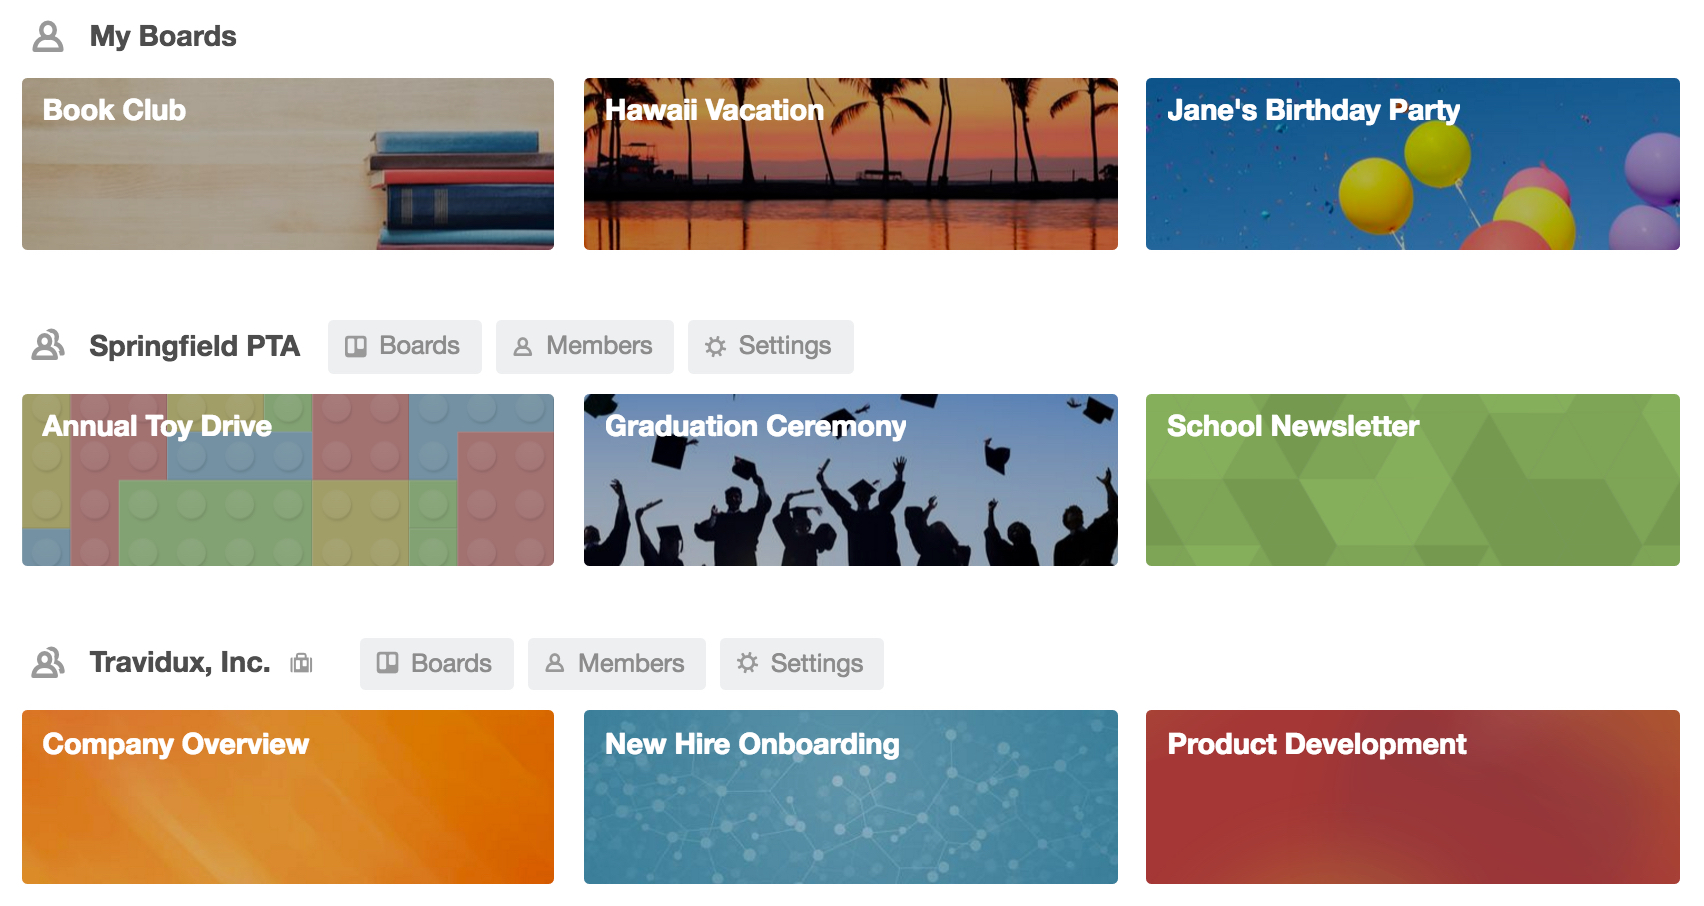 My Boards
Book Club
Hawaii Vacation
Jane's Birthday Party
Springfield PTA
Boards
Members
Settings
Annual Toy Drive
Graduation Ceremony
School Newsletter
Travidux, Inc.
Boards
Members
Settings
Company Overview
New Hire Onboarding
Product Development